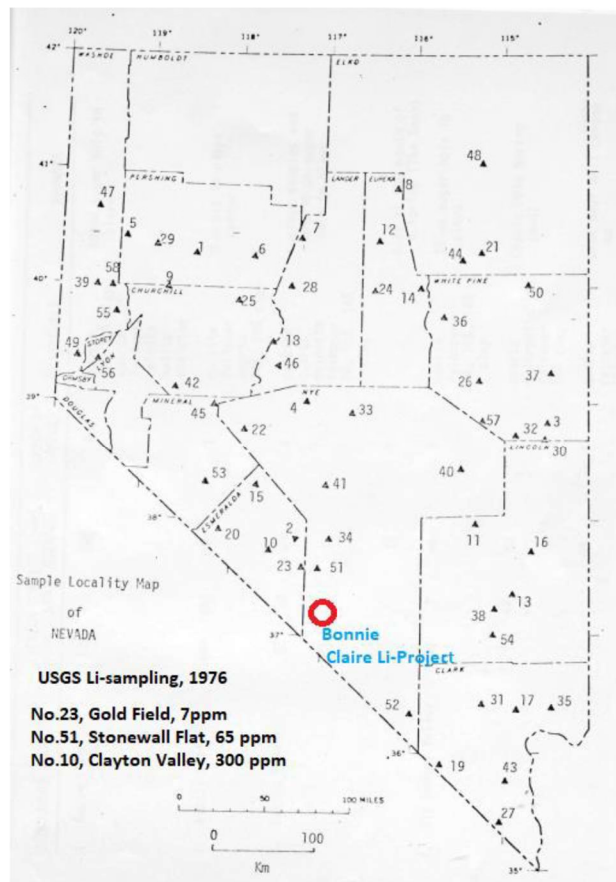 42°
120°
119°
118°
117°
116°
115°
WASHOE
HUMBOLDT
ELKO
48
41°
PERSHING
LANDER
EUREKA
8
47
5
29
1
6
7
12
44
21
40°
39
58
9
CHURCHILL
25
28
24
14
WHITE PINE
50
55
36
18
49
STOREY
LYON
46
ORMSBY
56
42
26
37
39°
DOUGLAS
MINERAL
45
NYE
4
33
22
57
32
3
LINCOLN
30
53
15
41
40
38°
ESMERALDA
20
2
10
34
11
16
23
51
13
38
54
Sample Locality Map
of
NEVADA
37°
Bonnie
Claire Li-Project
CLARK
USGS Li-sampling, 1976
No.23, Gold Field, 7ppm
No.51, Stonewall Flat, 65 ppm
No.10, Clayton Valley, 300 ppm
52
31
17
35
36°
19
43
27
35°
0
50
100 MILES
0
100
Km